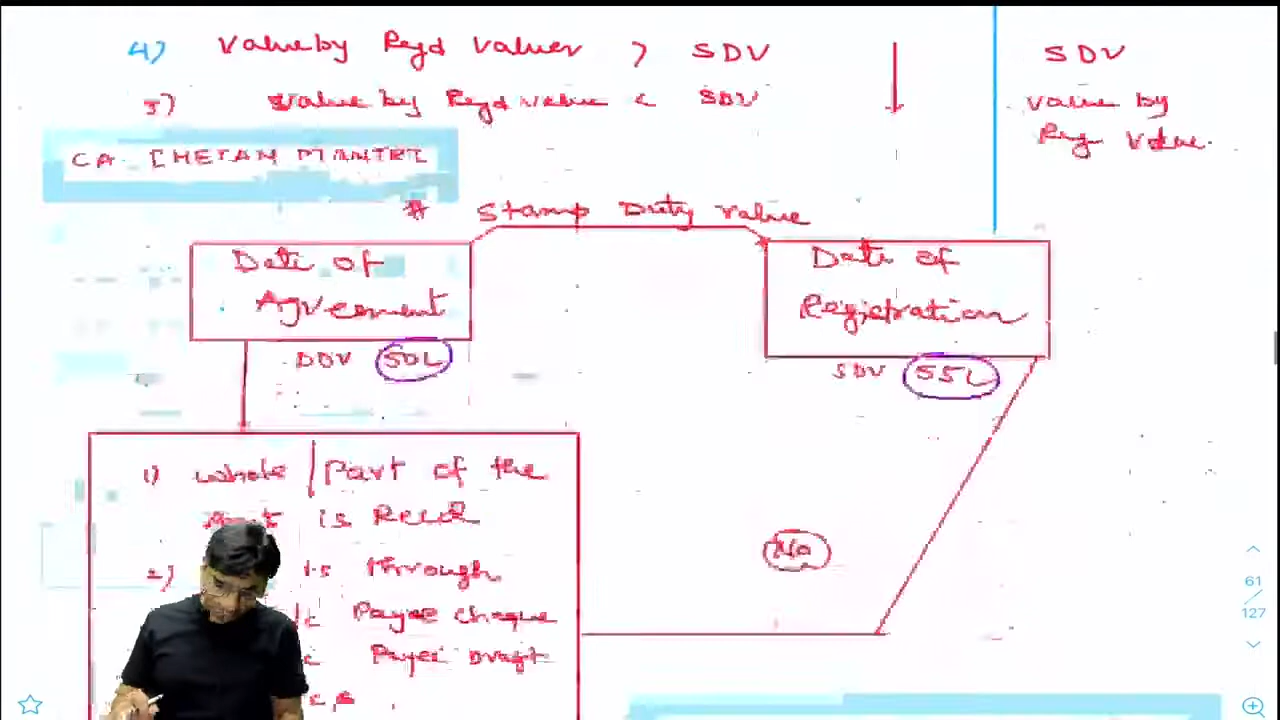 4) Value by Regd Valuer > SDV
5) Value by Regd Value < SDV
SDV
Value by
Reg Value.
CA CHETAN MANTRI
# Stamp Duty Value
Date of
Agreement
SDV 50L
Date of
Registration
SDV 55L
1) Whole / Part of the
is Recd
2) is through
Payee cheque
Payee Draft
No
61
127